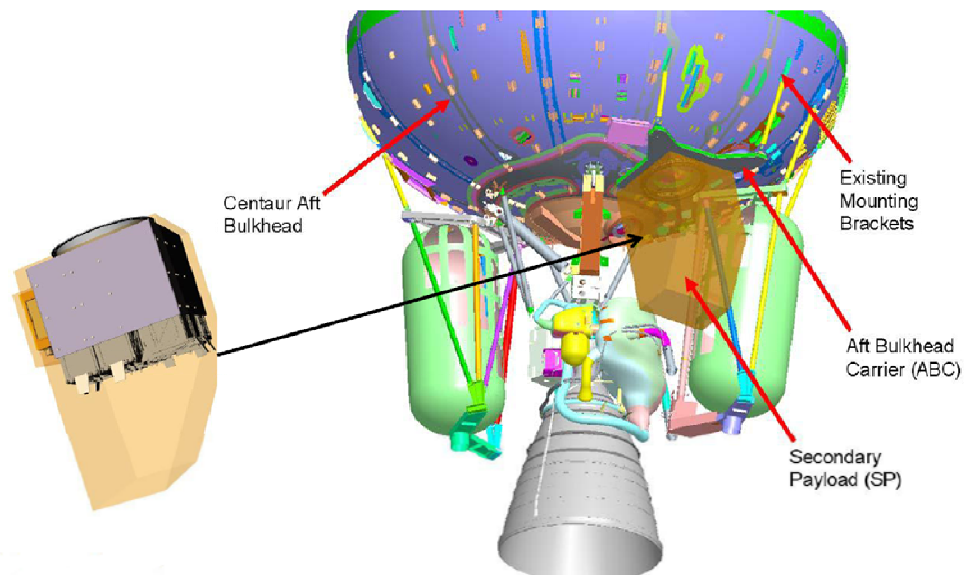 Centaur Aft
Bulkhead
Existing
Mounting
Brackets
Aft Bulkhead
Carrier (ABC)
Secondary
Payload (SP)